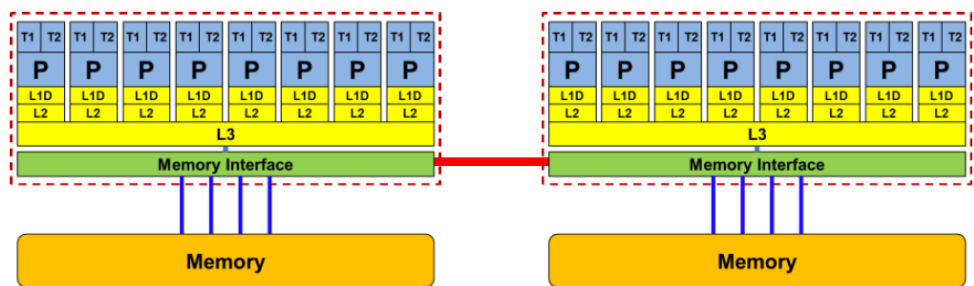 T1 T2 T1 T2 T1 T2 T1 T2 T1 T2 T1 T2 T1 T2 T1 T2 T1 T2 T1 T2 T1 T2 T1 T2 T1 T2 T1 T2 T1 T2 T1 T2
P P P P P P P P P P P P P P P P
L1D L1D L1D L1D L1D L1D L1D L1D L1D L1D L1D L1D L1D L1D L1D L1D
L2 L2 L2 L2 L2 L2 L2 L2 L2 L2 L2 L2 L2 L2 L2 L2
L3 L3
Memory Interface Memory Interface
Memory Memory